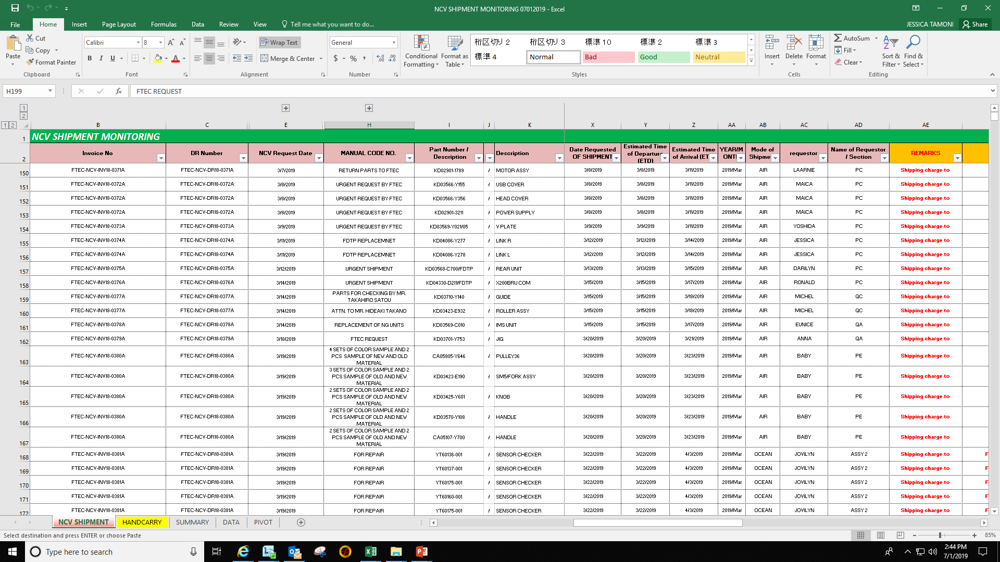 NCV SHIPMENT MONITORING 07012019 - Excel
File Home Insert Page Layout Formulas Data Review View Tell me what you want to do... JESSICA TAMONI Share
Paste Cut Copy Format Painter Clipboard
Calibri 8 B I U Font
Wrap Text Merge & Center Alignment
General $ % , Number
Conditional Formatting Format as Table
桁区切り 2 桁区切り 3 標準 10 標準 2 標準 3
標準 4 Normal Bad Good Neutral
Styles
Insert Delete Format Cells
AutoSum Fill Clear Sort & Filter Find & Select Editing
H199 fx FTEC REQUEST
1
2
1 2 B C E H I J K X Y Z AA AB AC AD AE
1 NCV SHIPMENT MONITORING
2 Invoice No DR Number NCV Request Date MANUAL CODE NO. Part Number / Description Description Date Requested OF SHIPMENT Estimated Time of Departure (ETD) Estimated Time of Arrival (ET YEAR/M ONTI Mode of Shipme requestor Name of Requestor / Section REMARKS
150 FTEC-NCV-INV18-0371A FTEC-NCV-DR18-0371A 3/7/2019 RETURN PARTS TO FTEC KD02901-1789 / MOTOR ASSY 3/8/2019 3/8/2019 3/11/2019 2019/Mar AIR LAARNIE PC Shipping charge to
151 FTEC-NCV-INV18-0372A FTEC-NCV-DR18-0372A 3/8/2019 URGENT REQUEST BY FTEC KD03566-Y155 / USB COVER 3/8/2019 3/8/2019 3/11/2019 2019/Mar AIR MAICA PC Shipping charge to
152 FTEC-NCV-INV18-0372A FTEC-NCV-DR18-0372A 3/8/2019 URGENT REQUEST BY FTEC KD03566-Y356 / HEAD COVER 3/8/2019 3/8/2019 3/11/2019 2019/Mar AIR MAICA PC Shipping charge to
153 FTEC-NCV-INV18-0372A FTEC-NCV-DR18-0372A 3/8/2019 URGENT REQUEST BY FTEC KD02901-3211 / POWER SUPPLY 3/8/2019 3/8/2019 3/11/2019 2019/Mar AIR MAICA PC Shipping charge to
154 FTEC-NCV-INV18-0373A FTEC-NCV-DR18-0373A 3/9/2019 URGENT REQUEST BY FTEC KD03569-Y021/05 / V PLATE 3/9/2019 3/9/2019 3/11/2019 2019/Mar AIR YOSHIDA PC Shipping charge to
155 FTEC-NCV-INV18-0374A FTEC-NCV-DR18-0374A 3/11/2019 FDTP REPLACEMNET KD04086-Y277 / LINK R 3/12/2019 3/12/2019 3/14/2019 2019/Mar AIR JESSICA PC Shipping charge to
156 FTEC-NCV-INV18-0374A FTEC-NCV-DR18-0374A 3/11/2019 FDTP REPLACEMNET KD04086-Y278 / LINK L 3/12/2019 3/12/2019 3/14/2019 2019/Mar AIR JESSICA PC Shipping charge to
157 FTEC-NCV-INV18-0375A FTEC-NCV-DR18-0375A 3/12/2019 URGENT SHIPMENT KD03568-C700/FDTP / REAR UNIT 3/13/2019 3/13/2019 3/15/2019 2019/Mar AIR DARILYN PC Shipping charge to
158 FTEC-NCV-INV18-0376A FTEC-NCV-DR18-0376A 3/14/2019 URGENT SHIPMENT KD04330-D211/FDTP / X200BRU COM 3/15/2019 3/15/2019 3/17/2019 2019/Mar AIR RONALD PC Shipping charge to
159 FTEC-NCV-INV18-0377A FTEC-NCV-DR18-0377A 3/14/2019 PARTS FOR CHECKING BY MR. TAKAHIRO SATOU KD03710-Y140 / GUIDE 3/15/2019 3/15/2019 3/18/2019 2019/Mar AIR MICHEL QC Shipping charge to
160 FTEC-NCV-INV18-0377A FTEC-NCV-DR18-0377A 3/14/2019 ATTN. TO MR. HIDEAKI TAKANO KD03423-E932 / ROLLER ASSY 3/15/2019 3/15/2019 3/18/2019 2019/Mar AIR MICHEL QC Shipping charge to
161 FTEC-NCV-INV18-0378A FTEC-NCV-DR18-0378A 3/14/2019 REPLACEMENT OF NG UNITS KD03569-C010 / IMS UNIT 3/15/2019 3/15/2019 3/17/2019 2019/Mar AIR EUNICE QA Shipping charge to
162 FTEC-NCV-INV18-0379A FTEC-NCV-DR18-0379A 3/18/2019 FTEC REQUEST KD03701-Y753 / JIG 3/20/2019 3/20/2019 3/21/2019 2019/Mar AIR ANNA QA Shipping charge to
163 FTEC-NCV-INV18-0380A FTEC-NCV-DR18-0380A 3/19/2019 4 SETS OF COLOR SAMPLE AND 2 PCS SAMPLE OF NEW AND OLD MATERIAL CA05805-Y646 / PULLEY36 3/20/2019 3/20/2019 3/23/2019 2019/Mar AIR BABY PE Shipping charge to
164 FTEC-NCV-INV18-0380A FTEC-NCV-DR18-0380A 3/19/2019 3 SETS OF COLOR SAMPLE AND 2 PCS SAMPLE OF OLD AND NEW MATERIAL KD03423-E190 / SM5/FORK ASSY 3/20/2019 3/20/2019 3/23/2019 2019/Mar AIR BABY PE Shipping charge to
165 FTEC-NCV-INV18-0380A FTEC-NCV-DR18-0380A 3/19/2019 2 SETS OF COLOR SAMPLE AND 2 PCS SAMPLE OF OLD AND NEW MATERIAL KD03425-Y601 / KNOB 3/20/2019 3/20/2019 3/23/2019 2019/Mar AIR BABY PE Shipping charge to
166 FTEC-NCV-INV18-0380A FTEC-NCV-DR18-0380A 3/19/2019 2 SETS OF COLOR SAMPLE AND 2 PCS SAMPLE OF OLD AND NEW MATERIAL KD03570-Y108 / HANDLE 3/20/2019 3/20/2019 3/23/2019 2019/Mar AIR BABY PE Shipping charge to
167 FTEC-NCV-INV18-0380A FTEC-NCV-DR18-0380A 3/19/2019 2 SETS OF COLOR SAMPLE AND 2 PCS SAMPLE OF OLD AND NEW MATERIAL CA05107-Y700 / HANDLE 3/20/2019 3/20/2019 3/23/2019 2019/Mar AIR BABY PE Shipping charge to
168 FTEC-NCV-INV18-0381A FTEC-NCV-DR18-0381A 3/19/2019 FOR REPAIR YT60136-001 / SENSOR CHECKER 3/22/2019 3/22/2019 4/3/2019 2019/Mar OCEAN JOVILYN ASSY 2 Shipping charge to F
169 FTEC-NCV-INV18-0381A FTEC-NCV-DR18-0381A 3/19/2019 FOR REPAIR YT60137-001 / SENSOR CHECKER 3/22/2019 3/22/2019 4/3/2019 2019/Mar OCEAN JOVILYN ASSY 2 Shipping charge to F
170 FTEC-NCV-INV18-0381A FTEC-NCV-DR18-0381A 3/19/2019 FOR REPAIR YT60175-001 / SENSOR CHECKER 3/22/2019 3/22/2019 4/3/2019 2019/Mar OCEAN JOVILYN ASSY 2 Shipping charge to F
171 FTEC-NCV-INV18-0381A FTEC-NCV-DR18-0381A 3/19/2019 FOR REPAIR YT60160-001 / SENSOR CHECKER 3/22/2019 3/22/2019 4/3/2019 2019/Mar OCEAN JOVILYN ASSY 2 Shipping charge to F
172 FTEC-NCV-INV18-0381A FTEC-NCV-DR18-0381A 3/19/2019 FOR REPAIR YT60175-001 / SENSOR CHECKER 3/22/2019 3/22/2019 4/3/2019 2019/Mar OCEAN JOVILYN ASSY 2 Shipping charge to F
NCV SHIPMENT HANDCARRY SUMMARY DATA PIVOT
Select destination and press ENTER or choose Paste 85%
Type here to search 2:44 PM
7/1/2019